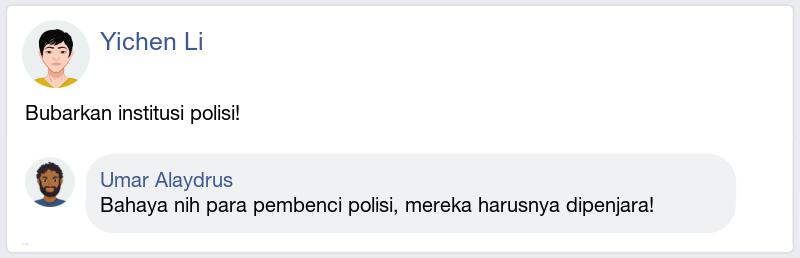 Yichen Li
Bubarkan institusi polisi!
Umar Alaydrus
Bahaya nih para pembenci polisi, mereka harusnya dipenjara!